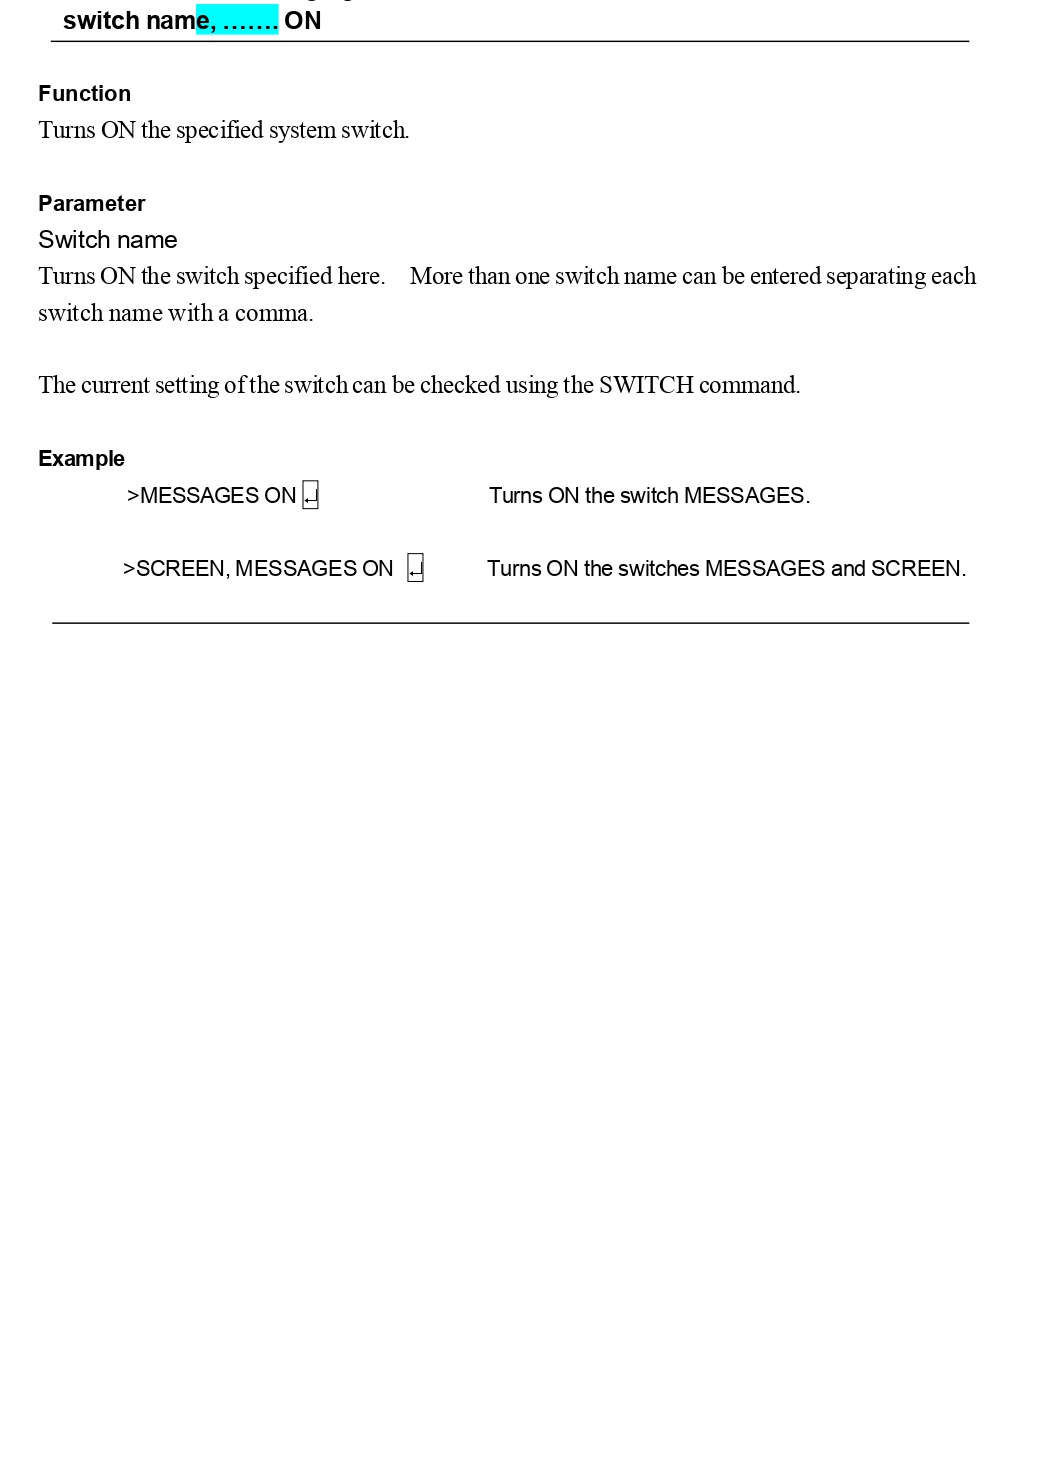 switch name, ……. ON
Function
Turns ON the specified system switch.
Parameter
Switch name
Turns ON the switch specified here. More than one switch name can be entered separating each
switch name with a comma.
The current setting of the switch can be checked using the SWITCH command.
Example
>MESSAGES ON ↵ Turns ON the switch MESSAGES.
>SCREEN, MESSAGES ON ↵ Turns ON the switches MESSAGES and SCREEN.